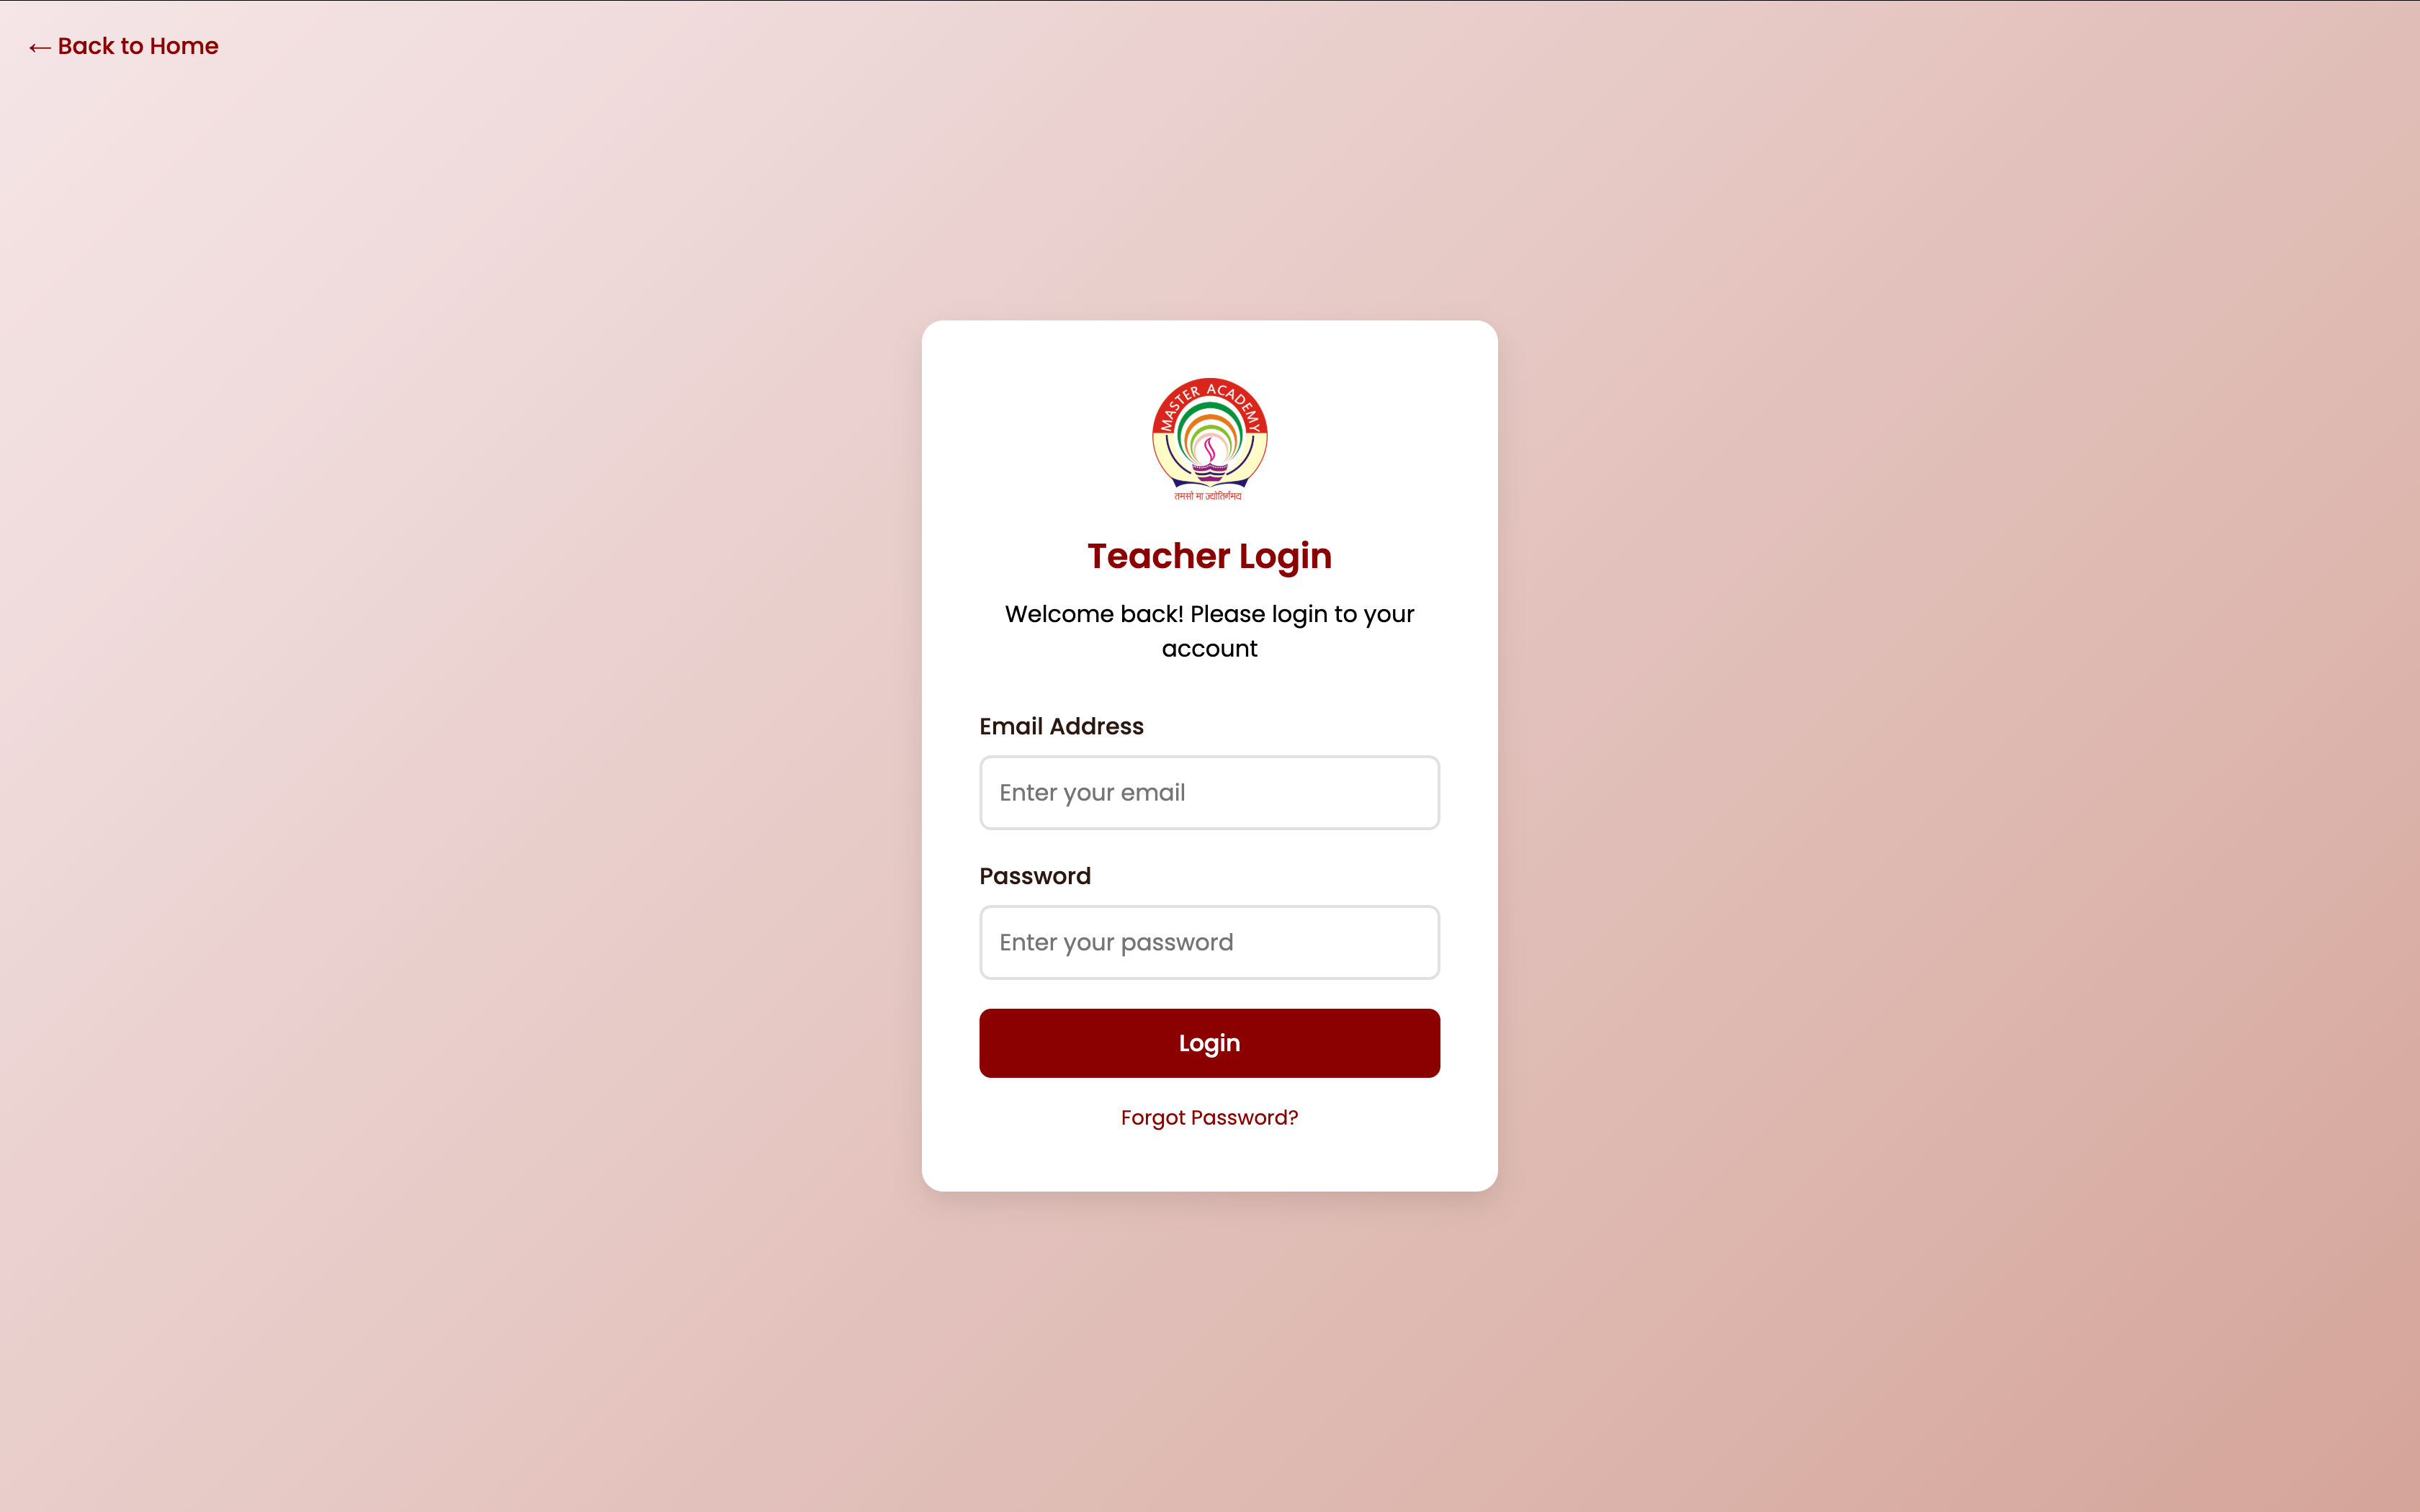 ← Back to Home
MASTER ACADEMY
तमसो मा ज्योतिर्गमय
Teacher Login
Welcome back! Please login to your
account
Email Address
Enter your email
Password
Enter your password
Login
Forgot Password?